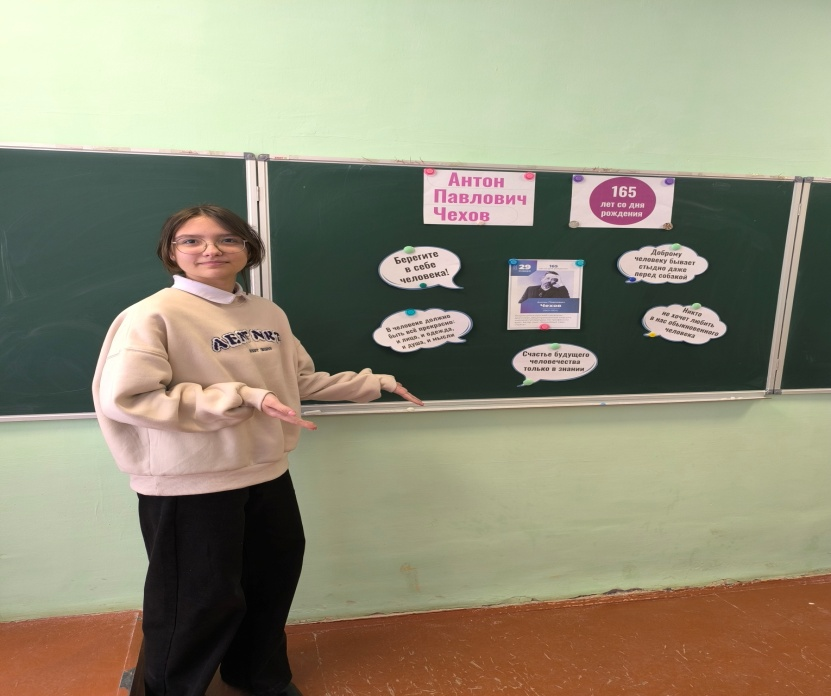 Антон
Павлович
Чехов
165
лет со дня
рождения
Берегите
в себе
человека!
29
165
Чехов
Доброму
человеку бывает
стыдно даже
перед собакой
В человеке должно
быть всё прекрасно:
и лицо, и одежда,
и душа, и мысли
Никто
не хочет любить
в нас обыкновенного
человека
Счастье будущего
человечества
только в знании